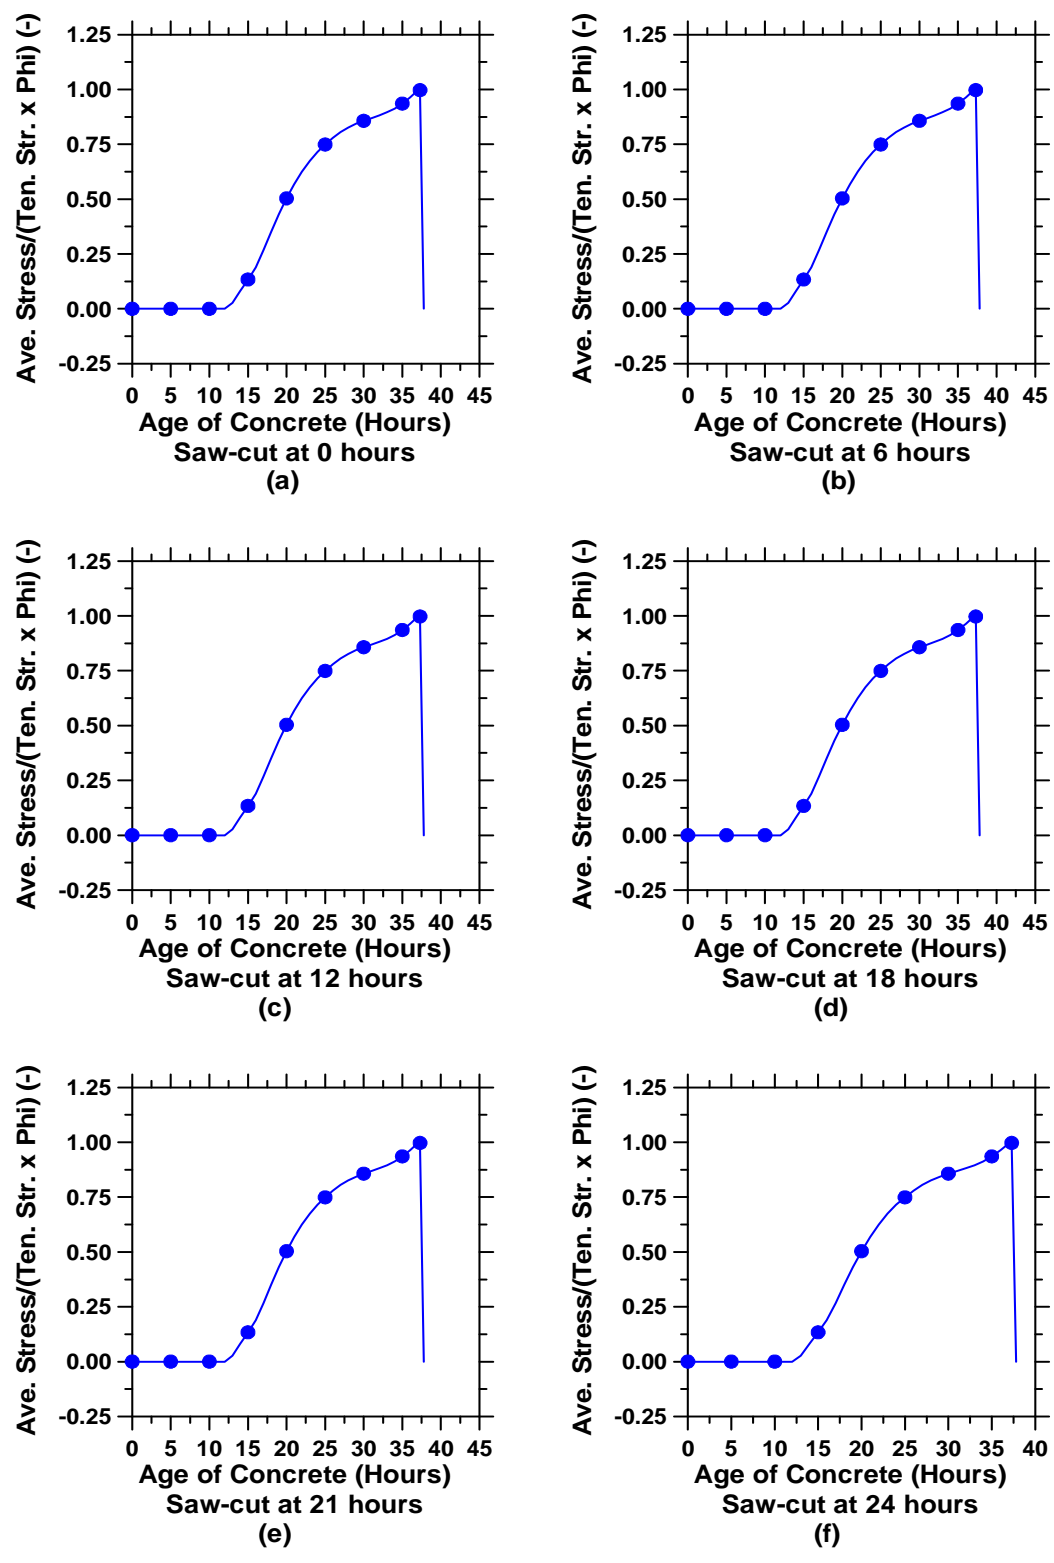 Ave. Stress/(Ten. Str. x Phi) (-)
1.25
1.00
0.75
0.50
0.25
0.00
-0.25
0 5 10 15 20 25 30 35 40 45
Age of Concrete (Hours)
Saw-cut at 0 hours
(a)
Ave. Stress/(Ten. Str. x Phi) (-)
1.25
1.00
0.75
0.50
0.25
0.00
-0.25
0 5 10 15 20 25 30 35 40 45
Age of Concrete (Hours)
Saw-cut at 6 hours
(b)
Ave. Stress/(Ten. Str. x Phi) (-)
1.25
1.00
0.75
0.50
0.25
0.00
-0.25
0 5 10 15 20 25 30 35 40 45
Age of Concrete (Hours)
Saw-cut at 12 hours
(c)
Ave. Stress/(Ten. Str. x Phi) (-)
1.25
1.00
0.75
0.50
0.25
0.00
-0.25
0 5 10 15 20 25 30 35 40 45
Age of Concrete (Hours)
Saw-cut at 18 hours
(d)
Ave. Stress/(Ten. Str. x Phi) (-)
1.25
1.00
0.75
0.50
0.25
0.00
-0.25
0 5 10 15 20 25 30 35 40 45
Age of Concrete (Hours)
Saw-cut at 21 hours
(e)
Ave. Stress/(Ten. Str. x Phi) (-)
1.25
1.00
0.75
0.50
0.25
0.00
-0.25
0 5 10 15 20 25 30 35 40
Age of Concrete (Hours)
Saw-cut at 24 hours
(f)